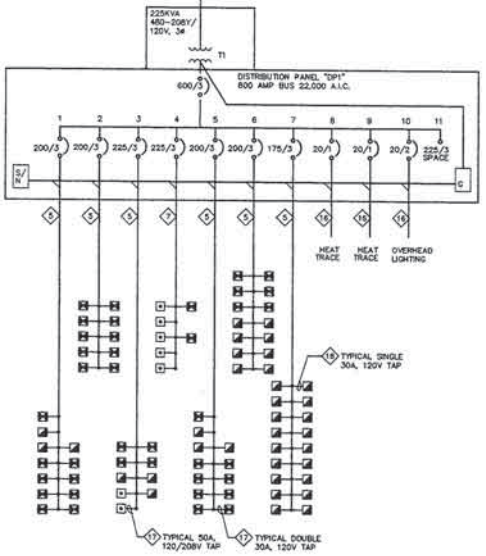 225KVA
480-208Y/
120V, 3ø
T1
DISTRIBUTION PANEL "DP1"
800 AMP BUS 22,000 A.I.C.
600/3
1 2 3 4 5 6 7 8 9 10 11
200/3 200/3 225/3 225/3 200/3 200/3 175/3 20/1 20/1 20/2 225/3
SPACE
S/
N
G
5 5 5 7 5 5 5 16 16 16
HEAT
TRACE
HEAT
TRACE
OVERHEAD
LIGHTING
18 TYPICAL SINGLE
30A, 120V TAP
17 TYPICAL 50A,
120/208V TAP
17 TYPICAL DOUBLE
30A, 120V TAP